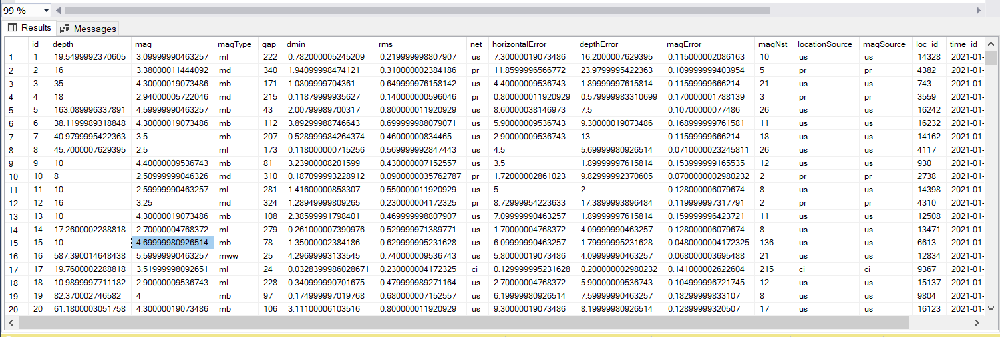 99 %
Results Messages
id depth mag magType gap dmin rms net horizontalError depthError magError magNst locationSource magSource loc_id time_id
1 1 19.5499992370605 3.09999990463257 ml 222 0.782000005245209 0.219999998807907 us 7.30000019073486 16.2000007629395 0.115000002086163 10 us us 14328 2021-01-
2 2 16 3.38000011444092 md 340 1.94099998474121 0.310000002384186 pr 11.8599996566772 23.9799995422363 0.109999999403954 5 pr pr 4382 2021-01-
3 3 35 4.30000019073486 mb 171 1.0809999704361 0.649999976158142 us 4.40000009536743 1.89999997615814 0.11599999666214 21 us us 743 2021-01-
4 4 18 2.94000005722046 md 215 0.11879999935627 0.140000000596046 pr 0.800000011920929 0.579999983310699 0.170000001788139 3 pr pr 3559 2021-01-
5 5 163.089996337891 4.59999990463257 mb 43 2.00799989700317 0.800000011920929 us 8.60000038146973 7.5 0.1070000077486 26 us us 16242 2021-01-
6 6 38.1199989318848 4.30000019073486 mb 112 3.89299988746643 0.699999988079071 us 5.90000009536743 9.30000019073486 0.168999999761581 11 us us 16232 2021-01-
7 7 40.9799995422363 3.5 mb 207 0.528999984264374 0.46000000834465 us 2.90000009536743 13 0.11599999666214 18 us us 14162 2021-01-
8 8 45.7000007629395 2.5 ml 173 0.118000000715256 0.569999992847443 us 4.5 5.69999980926514 0.0710000023245811 26 us us 4117 2021-01-
9 9 10 4.40000009536743 mb 81 3.23900008201599 0.430000007152557 us 3.5 1.89999997615814 0.153999999165535 12 us us 930 2021-01-
10 10 8 2.50999999046326 md 310 0.187099993228912 0.0900000035762787 pr 1.72000002861023 9.82999992370605 0.0700000002980232 2 pr pr 2738 2021-01-
11 11 10 2.59999990463257 ml 281 1.41600000858307 0.550000011920929 us 5 2 0.128000006079674 8 us us 14398 2021-01-
12 12 16 3.25 md 324 1.28949999809265 0.230000004172325 pr 8.72999954223633 17.3899993896484 0.119999997317791 2 pr pr 4310 2021-01-
13 13 10 4.30000019073486 mb 108 2.38599991798401 0.469999998807907 us 7.09999990463257 1.89999997615814 0.159999996423721 11 us us 12508 2021-01-
14 14 17.2600002288818 2.70000004768372 ml 279 0.261000007390976 0.529999971389771 us 1.70000004768372 4.09999990463257 0.128000006079674 8 us us 13471 2021-01-
15 15 10 4.69999980926514 mb 78 1.35000002384186 0.629999995231628 us 6.09999990463257 1.79999995231628 0.0480000004172325 136 us us 6613 2021-01-
16 16 587.390014648438 5.59999990463257 mww 25 4.29699993133545 0.740000009536743 us 5.80000019073486 4.09999990463257 0.068000003695488 21 us us 12834 2021-01-
17 17 19.7600002288818 3.51999998092651 ml 24 0.0328399986028671 0.230000004172325 ci 0.129999995231628 0.200000002980232 0.141000002622604 215 ci ci 9367 2021-01-
18 18 10.9899997711182 2.90000009536743 ml 228 0.340999990701675 0.479999989271164 us 2.70000004768372 5.90000009536743 0.104999996721745 12 us us 15137 2021-01-
19 19 82.370002746582 4 mb 97 0.174999997019768 0.680000007152557 us 6.19999980926514 7.59999990463257 0.182999999833107 8 us us 9804 2021-01-
20 20 61.1800003051758 4.30000019073486 mb 106 3.11100006103516 0.800000011920929 us 9.30000019073486 8.19999980926514 0.12899999320507 17 us us 16123 2021-01-